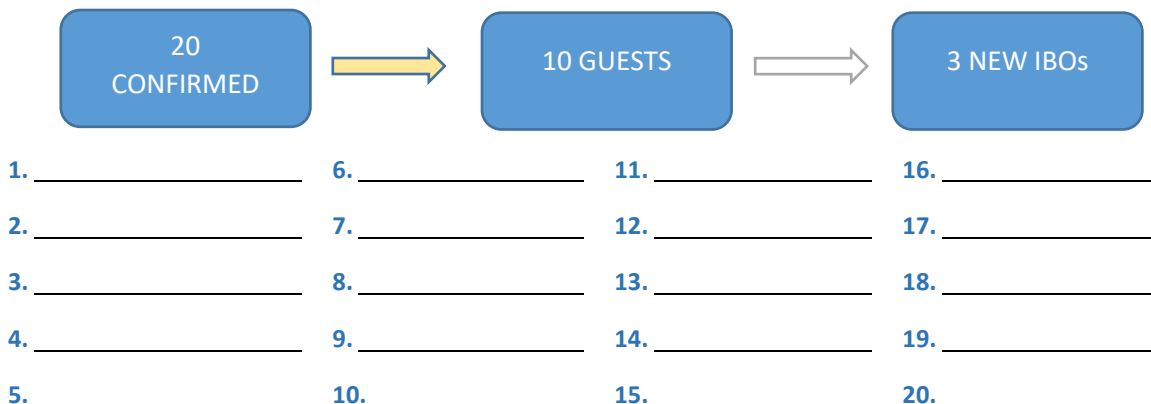 20
CONFIRMED
10 GUESTS
3 NEW IBOs
1. 6. 11. 16.
2. 7. 12. 17.
3. 8. 13. 18.
4. 9. 14. 19.
5. 10. 15. 20.